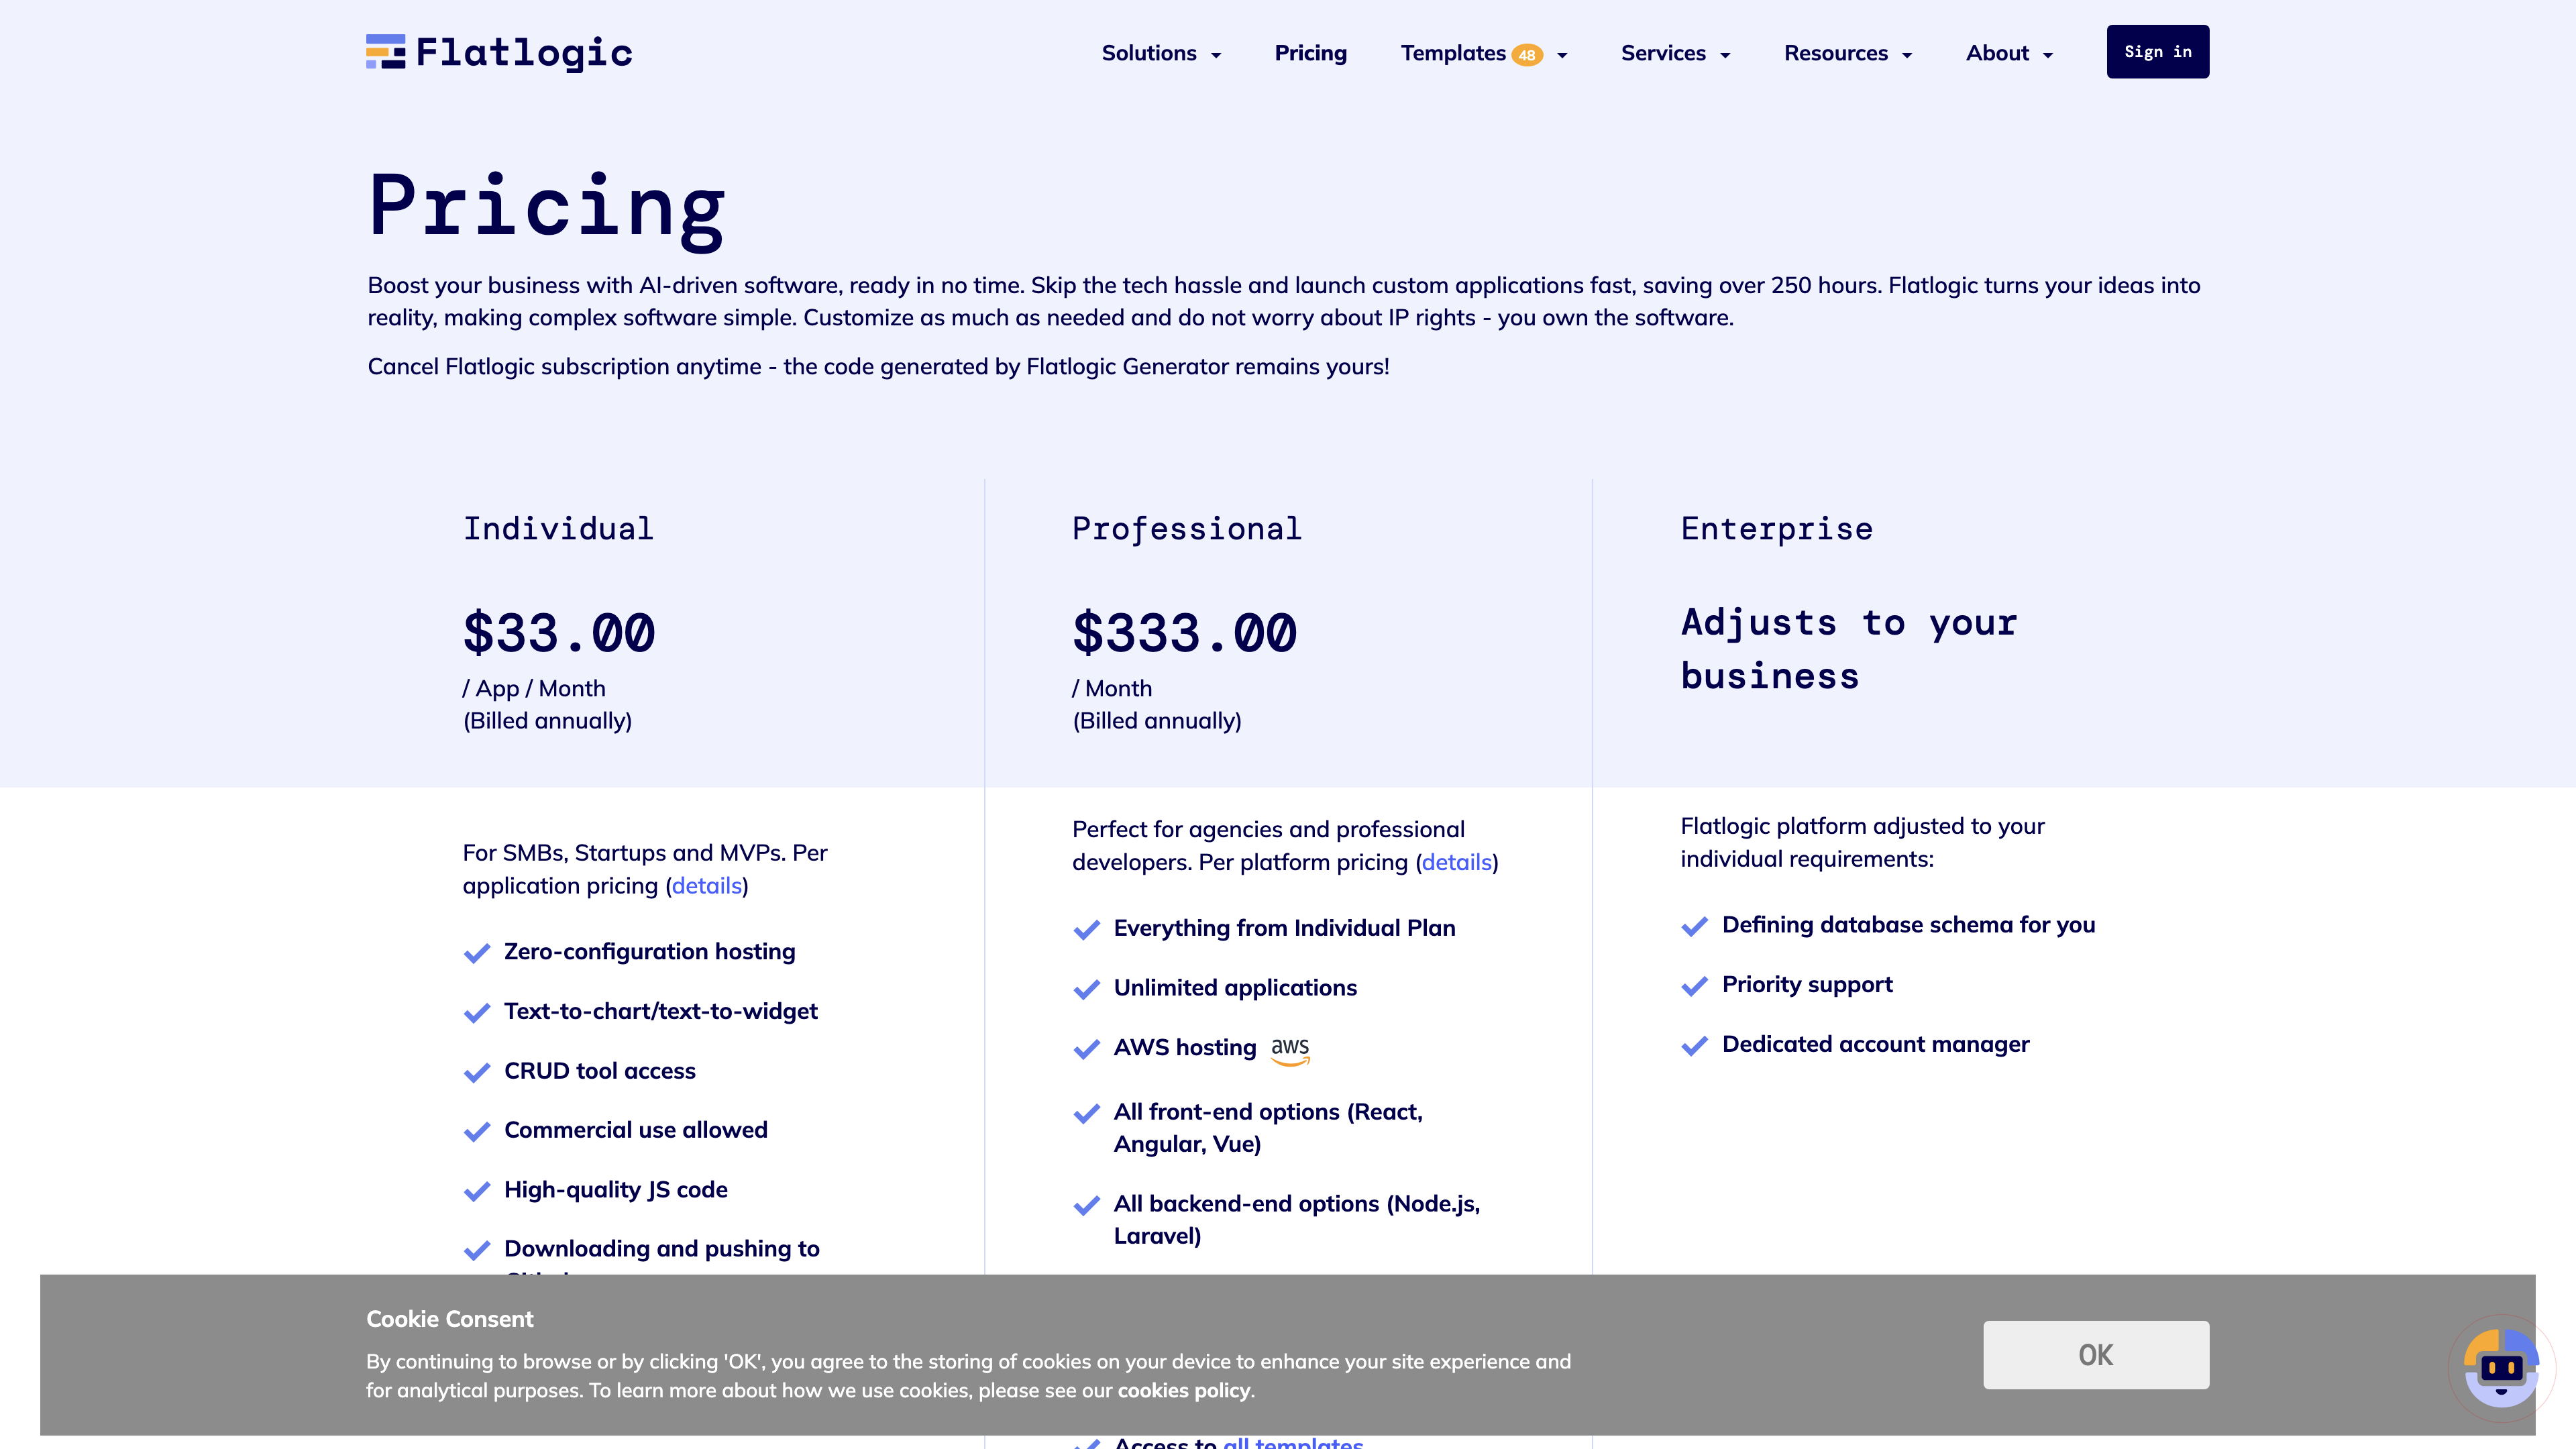 Flatlogic
Solutions
Pricing
Templates 48
Services
Resources
About
Sign in
Pricing
Boost your business with AI-driven software, ready in no time. Skip the tech hassle and launch custom applications fast, saving over 250 hours. Flatlogic turns your ideas into
reality, making complex software simple. Customize as much as needed and do not worry about IP rights - you own the software.
Cancel Flatlogic subscription anytime - the code generated by Flatlogic Generator remains yours!
Individual
$33.00
/ App / Month
(Billed annually)
For SMBs, Startups and MVPs. Per
application pricing (details)
Zero-configuration hosting
Text-to-chart/text-to-widget
CRUD tool access
Commercial use allowed
High-quality JS code
Downloading and pushing to
Professional
$333.00
/ Month
(Billed annually)
Perfect for agencies and professional
developers. Per platform pricing (details)
Everything from Individual Plan
Unlimited applications
AWS hosting aws
All front-end options (React,
Angular, Vue)
All backend-end options (Node.js,
Laravel)
Access to all templates
Enterprise
Adjusts to your
business
Flatlogic platform adjusted to your
individual requirements:
Defining database schema for you
Priority support
Dedicated account manager
Cookie Consent
By continuing to browse or by clicking 'OK', you agree to the storing of cookies on your device to enhance your site experience and
for analytical purposes. To learn more about how we use cookies, please see our cookies policy.
OK